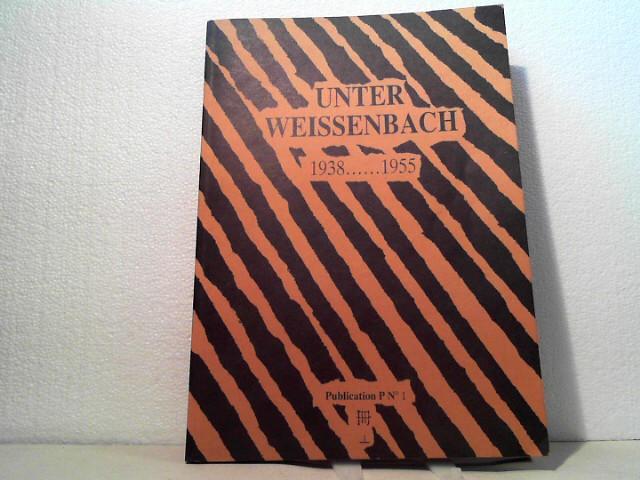 UNTER
WEISSENBACH
1938......1955
Publication P N° 1